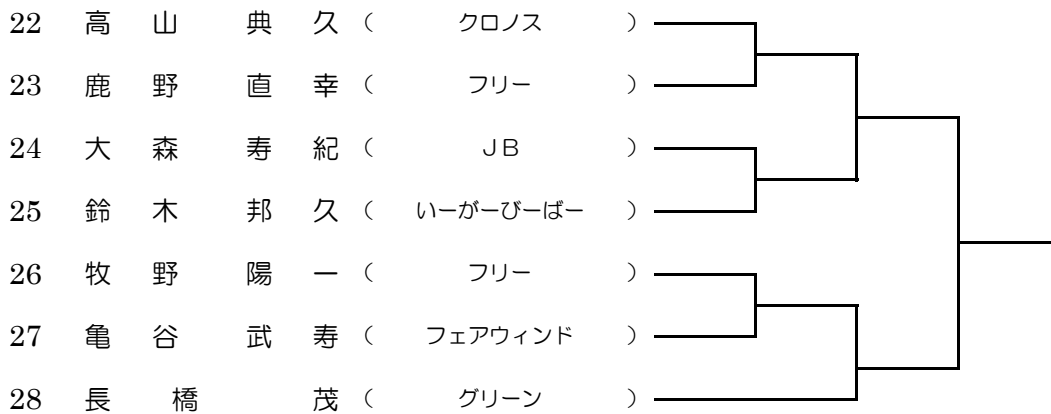 22 高 山 典 久 ( クロノス )
23 鹿 野 直 幸 ( フリー )
24 大 森 寿 紀 ( JB )
25 鈴 木 邦 久 ( いーがーびーばー )
26 牧 野 陽 一 ( フリー )
27 亀 谷 武 寿 ( フェアウィンド )
28 長 橋 茂 ( グリーン )